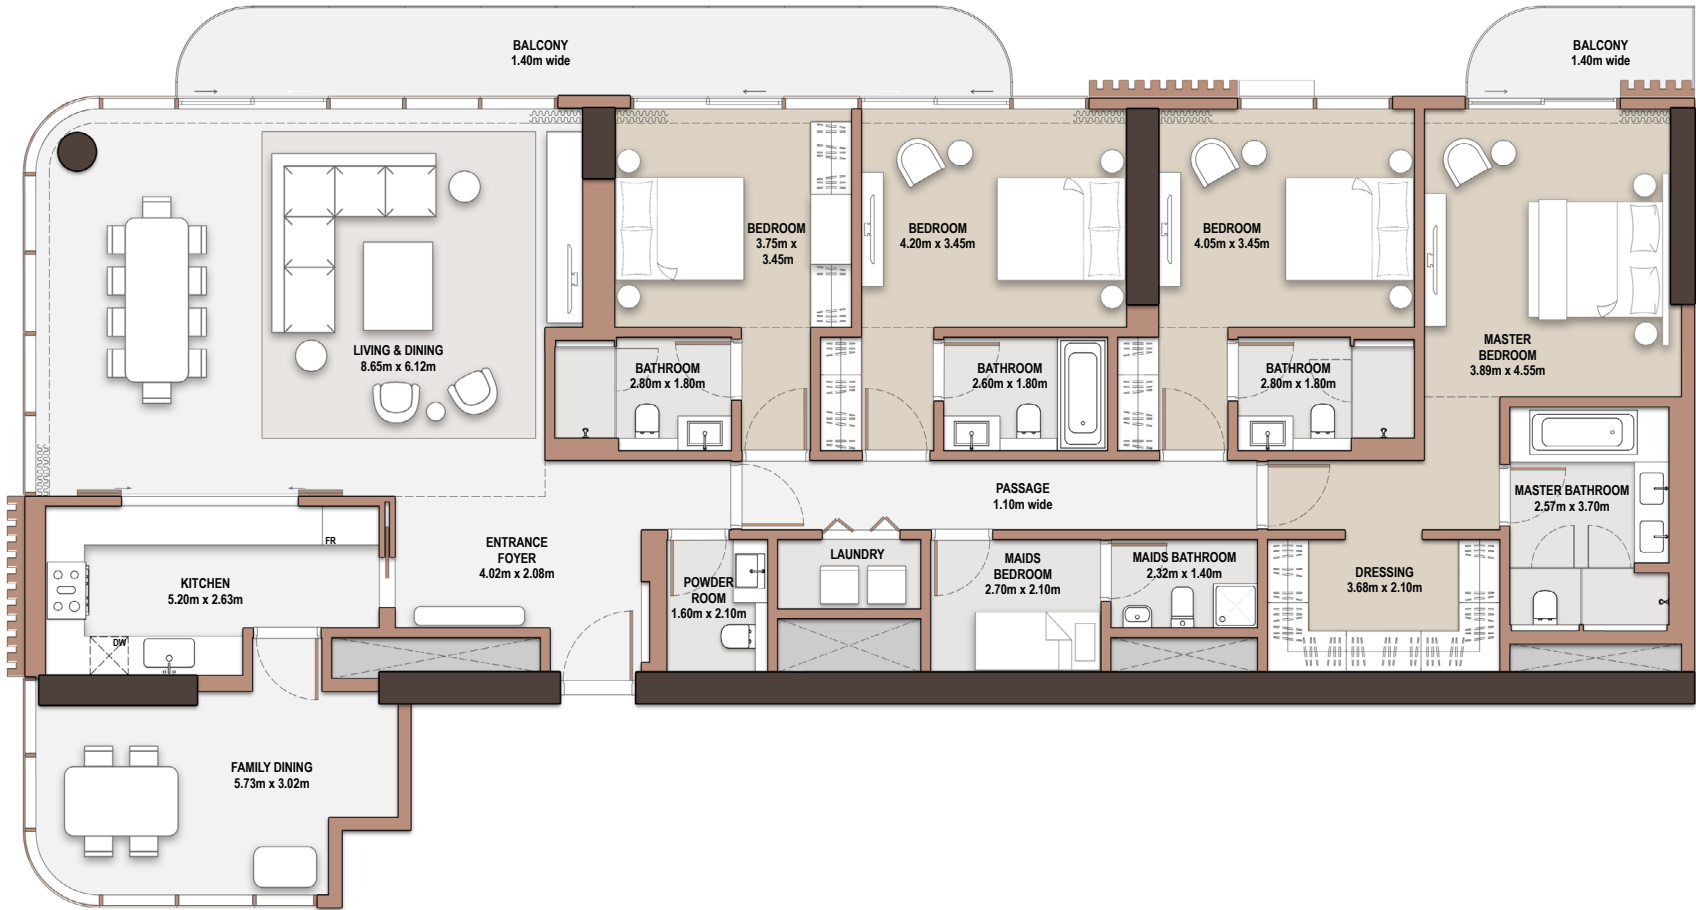 BALCONY
1.40m wide
BALCONY
1.40m wide
BEDROOM
3.75m x
3.45m
BEDROOM
4.20m x 3.45m
BEDROOM
4.05m x 3.45m
LIVING & DINING
8.65m x 6.12m
MASTER
BEDROOM
3.89m x 4.55m
BATHROOM
2.80m x 1.80m
BATHROOM
2.60m x 1.80m
BATHROOM
2.80m x 1.80m
PASSAGE
1.10m wide
MASTER BATHROOM
2.57m x 3.70m
FR
ENTRANCE
FOYER
4.02m x 2.08m
LAUNDRY
MAIDS
BEDROOM
2.70m x 2.10m
MAIDS BATHROOM
2.32m x 1.40m
DRESSING
3.68m x 2.10m
KITCHEN
5.20m x 2.63m
POWDER
ROOM
1.60m x 2.10m
DW
FAMILY DINING
5.73m x 3.02m